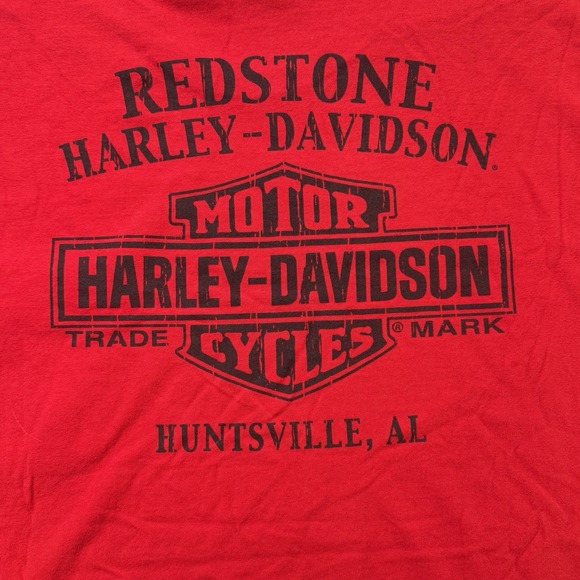 REDSTONE
HARLEY-DAVIDSON.
MOTOR
HARLEY-DAVIDSON
TRADE CYCLES ® MARK
HUNTSVILLE, AL